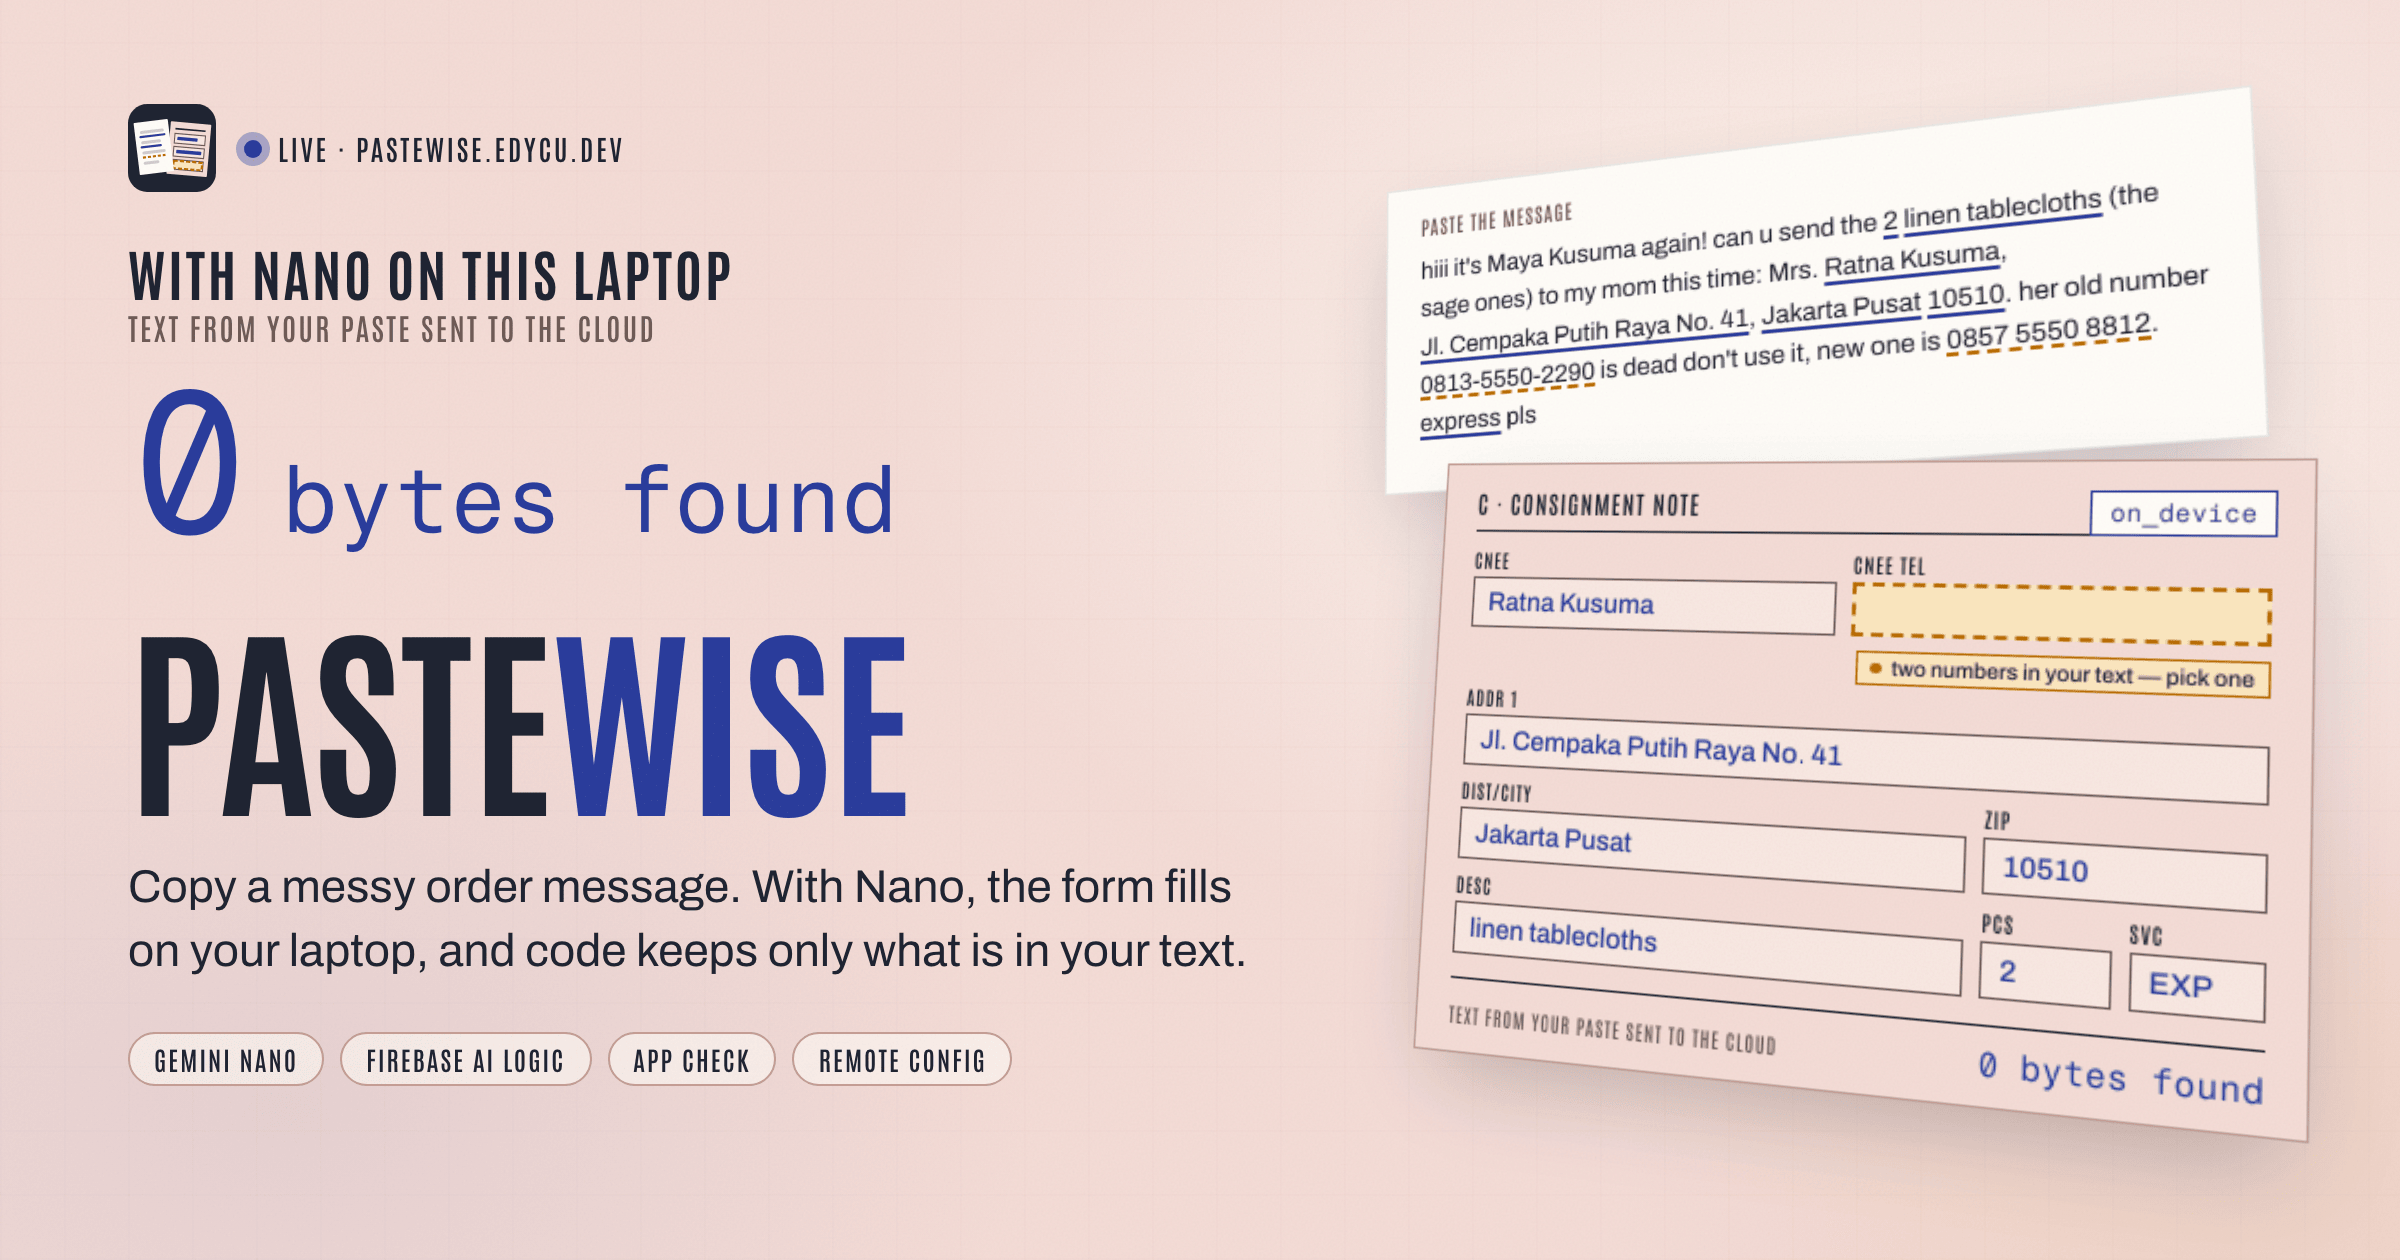 LIVE · PASTEWISE.EDYCU.DEV
WITH NANO ON THIS LAPTOP
TEXT FROM YOUR PASTE SENT TO THE CLOUD
0 bytes found
PASTEWISE
Copy a messy order message. With Nano, the form fills
on your laptop, and code keeps only what is in your text.
GEMINI NANO
FIREBASE AI LOGIC
APP CHECK
REMOTE CONFIG
PASTE THE MESSAGE
hiii it's Maya Kusuma again! can u send the 2 linen tablecloths (the
sage ones) to my mom this time: Mrs. Ratna Kusuma,
Jl. Cempaka Putih Raya No. 41, Jakarta Pusat 10510. her old number
0813-5550-2290 is dead don't use it, new one is 0857 5550 8812.
express pls
C · CONSIGNMENT NOTE
on_device
CNEE
Ratna Kusuma
CNEE TEL
two numbers in your text — pick one
ADDR 1
Jl. Cempaka Putih Raya No. 41
DIST/CITY
Jakarta Pusat
ZIP
10510
DESC
linen tablecloths
PCS
2
SVC
EXP
TEXT FROM YOUR PASTE SENT TO THE CLOUD
0 bytes found